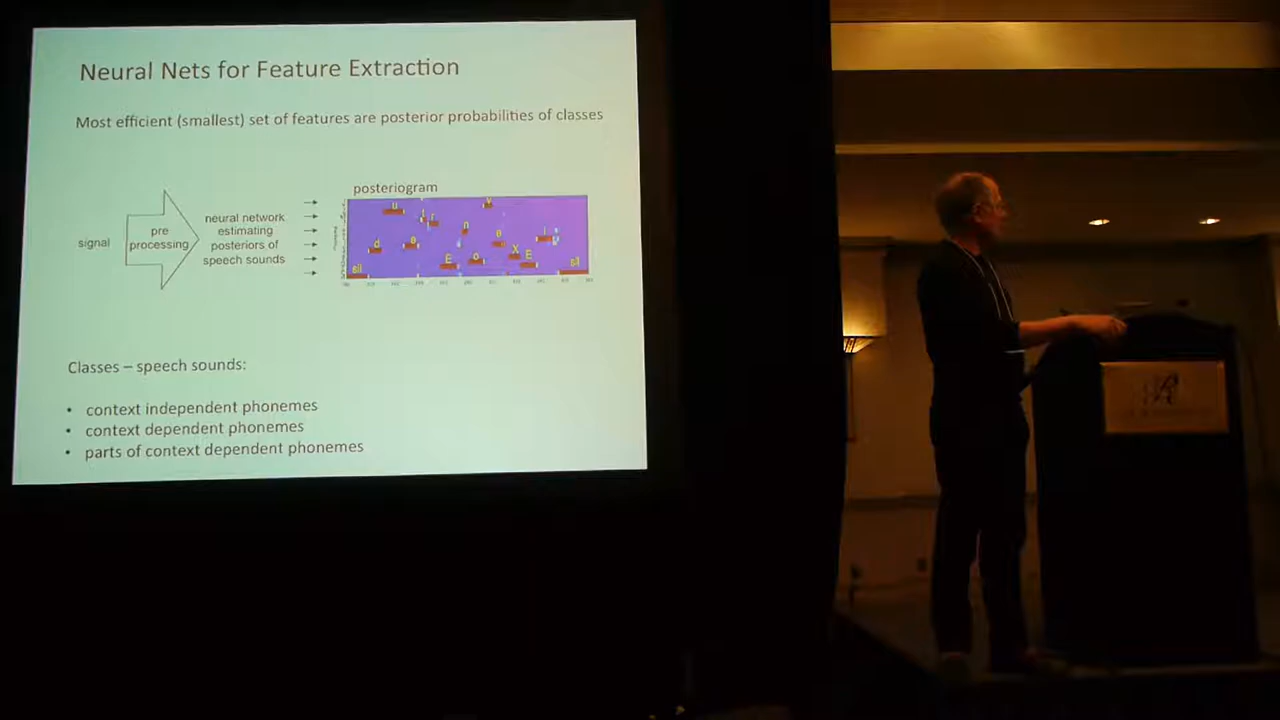 Neural Nets for Feature Extraction
Most efficient (smallest) set of features are posterior probabilities of classes
posteriogram
signal
pre
processing
neural network
estimating
posteriors of
speech sounds
u
v
r
n
d
e
e
i
E
o
X
E
sil
sil
Classes – speech sounds:
• context independent phonemes
• context dependent phonemes
• parts of context dependent phonemes